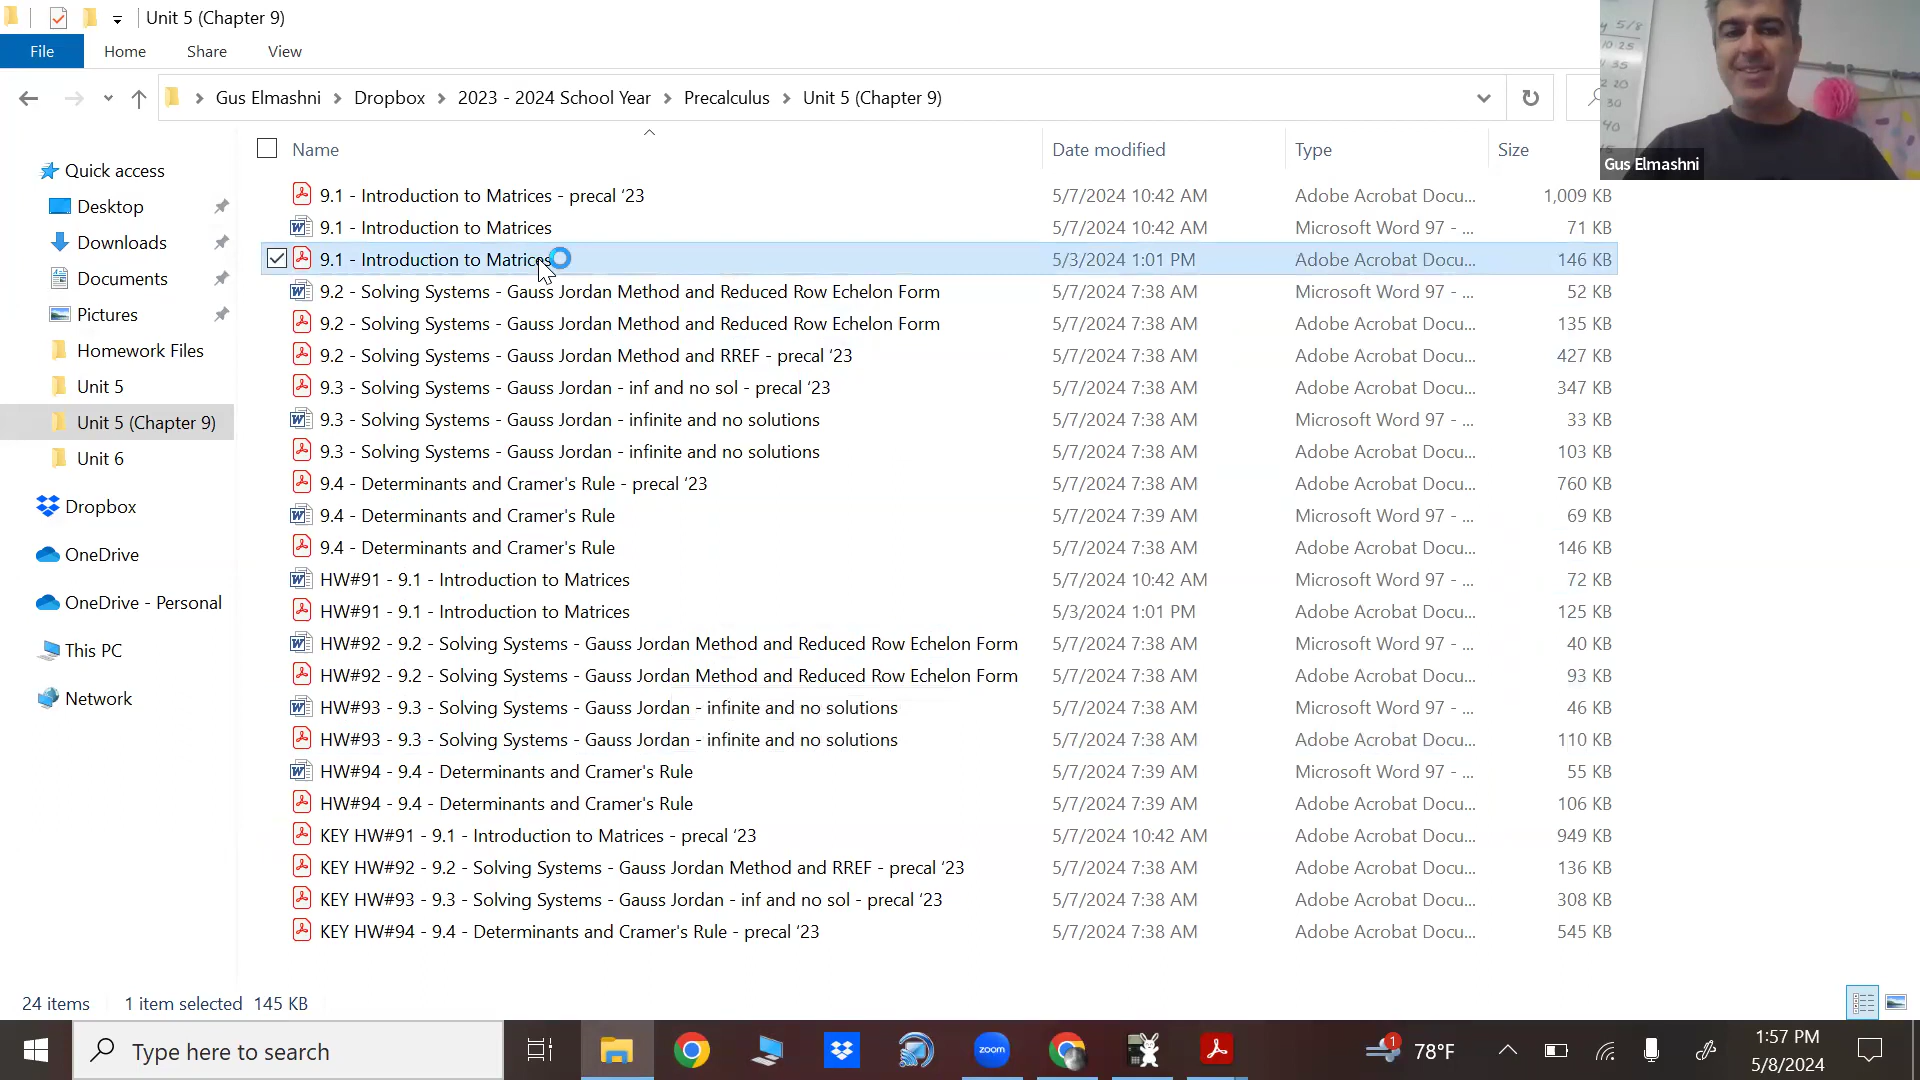 Unit 5 (Chapter 9)
File Home Share View
Gus Elmashni > Dropbox > 2023 - 2024 School Year > Precalculus > Unit 5 (Chapter 9)
Name Date modified Type Size
9.1 - Introduction to Matrices - precal ‘23 5/7/2024 10:42 AM Adobe Acrobat Docu... 1,009 KB
9.1 - Introduction to Matrices 5/7/2024 10:42 AM Microsoft Word 97 - ... 71 KB
9.1 - Introduction to Matrices 5/3/2024 1:01 PM Adobe Acrobat Docu... 146 KB
9.2 - Solving Systems - Gauss Jordan Method and Reduced Row Echelon Form 5/7/2024 7:38 AM Microsoft Word 97 - ... 52 KB
9.2 - Solving Systems - Gauss Jordan Method and Reduced Row Echelon Form 5/7/2024 7:38 AM Adobe Acrobat Docu... 135 KB
9.2 - Solving Systems - Gauss Jordan Method and RREF - precal ‘23 5/7/2024 7:38 AM Adobe Acrobat Docu... 427 KB
9.3 - Solving Systems - Gauss Jordan - inf and no sol - precal ‘23 5/7/2024 7:38 AM Adobe Acrobat Docu... 347 KB
9.3 - Solving Systems - Gauss Jordan - infinite and no solutions 5/7/2024 7:38 AM Microsoft Word 97 - ... 33 KB
9.3 - Solving Systems - Gauss Jordan - infinite and no solutions 5/7/2024 7:38 AM Adobe Acrobat Docu... 103 KB
9.4 - Determinants and Cramer's Rule - precal ‘23 5/7/2024 7:38 AM Adobe Acrobat Docu... 760 KB
9.4 - Determinants and Cramer's Rule 5/7/2024 7:39 AM Microsoft Word 97 - ... 69 KB
9.4 - Determinants and Cramer's Rule 5/7/2024 7:38 AM Adobe Acrobat Docu... 146 KB
HW#91 - 9.1 - Introduction to Matrices 5/7/2024 10:42 AM Microsoft Word 97 - ... 72 KB
HW#91 - 9.1 - Introduction to Matrices 5/3/2024 1:01 PM Adobe Acrobat Docu... 125 KB
HW#92 - 9.2 - Solving Systems - Gauss Jordan Method and Reduced Row Echelon Form 5/7/2024 7:38 AM Microsoft Word 97 - ... 40 KB
HW#92 - 9.2 - Solving Systems - Gauss Jordan Method and Reduced Row Echelon Form 5/7/2024 7:38 AM Adobe Acrobat Docu... 93 KB
HW#93 - 9.3 - Solving Systems - Gauss Jordan - infinite and no solutions 5/7/2024 7:38 AM Microsoft Word 97 - ... 46 KB
HW#93 - 9.3 - Solving Systems - Gauss Jordan - infinite and no solutions 5/7/2024 7:38 AM Adobe Acrobat Docu... 110 KB
HW#94 - 9.4 - Determinants and Cramer's Rule 5/7/2024 7:39 AM Microsoft Word 97 - ... 55 KB
HW#94 - 9.4 - Determinants and Cramer's Rule 5/7/2024 7:39 AM Adobe Acrobat Docu... 106 KB
KEY HW#91 - 9.1 - Introduction to Matrices - precal ‘23 5/7/2024 10:42 AM Adobe Acrobat Docu... 949 KB
KEY HW#92 - 9.2 - Solving Systems - Gauss Jordan Method and RREF - precal ‘23 5/7/2024 7:38 AM Adobe Acrobat Docu... 136 KB
KEY HW#93 - 9.3 - Solving Systems - Gauss Jordan - inf and no sol - precal ‘23 5/7/2024 7:38 AM Adobe Acrobat Docu... 308 KB
KEY HW#94 - 9.4 - Determinants and Cramer's Rule - precal ‘23 5/7/2024 7:38 AM Adobe Acrobat Docu... 545 KB
Quick access
Desktop
Downloads
Documents
Pictures
Homework Files
Unit 5
Unit 5 (Chapter 9)
Unit 6
Dropbox
OneDrive
OneDrive - Personal
This PC
Network
5/8
Gus Elmashni
24 items 1 item selected 145 KB
Type here to search
zoom
1
78°F
1:57 PM
5/8/2024